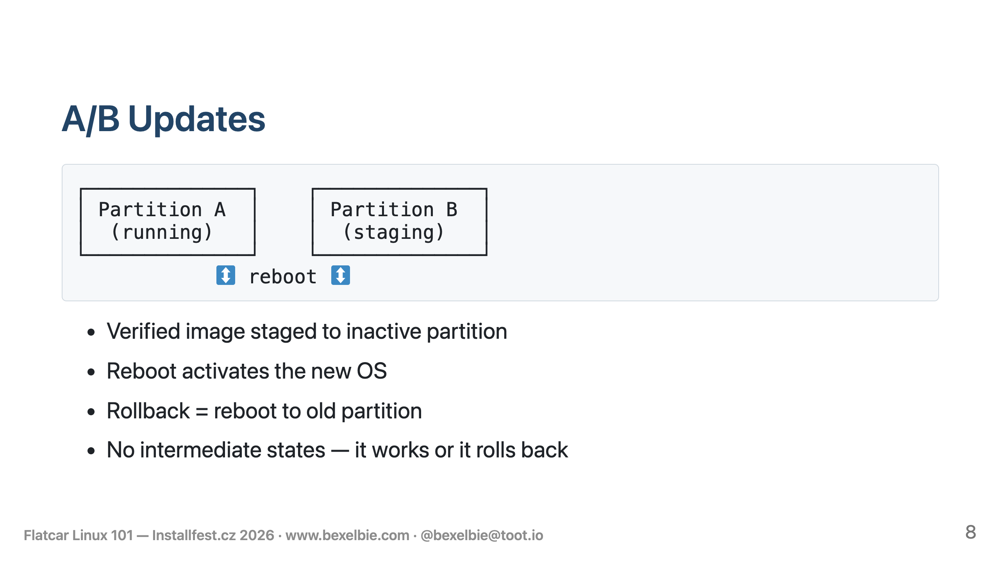 A/B Updates
Partition A
(running)
Partition B
(staging)
↕️ reboot ↕️
• Verified image staged to inactive partition
• Reboot activates the new OS
• Rollback = reboot to old partition
• No intermediate states — it works or it rolls back
Flatcar Linux 101 — Installfest.cz 2026 · www.bexelbie.com · @bexelbie@toot.io
8